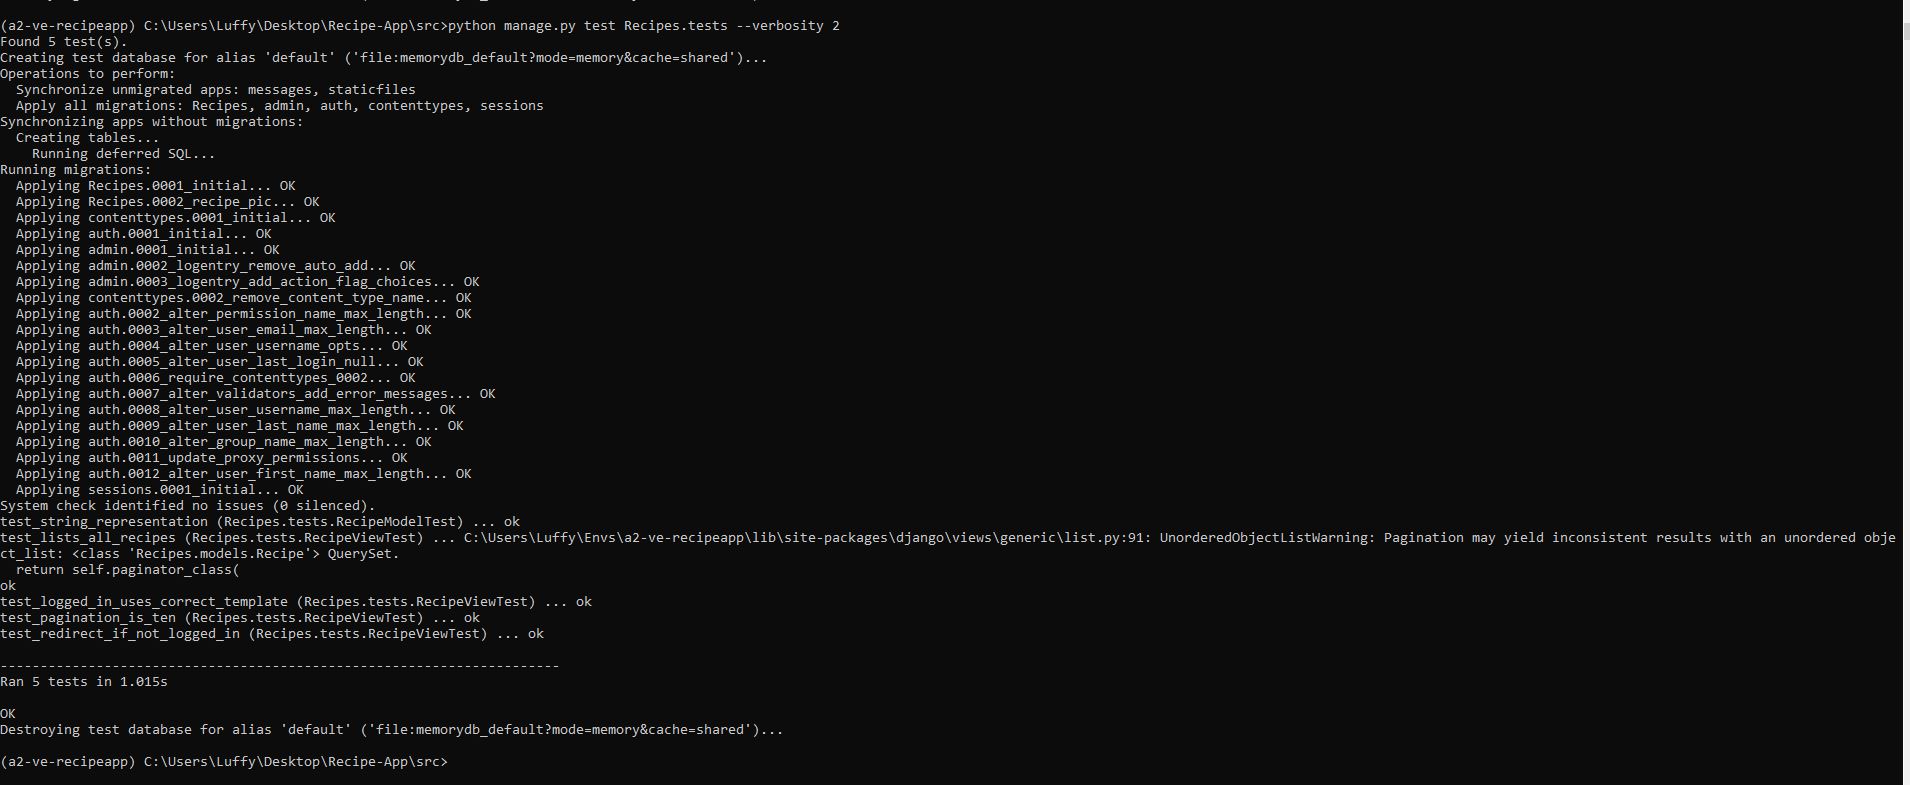 (a2-ve-recipeapp) C:\Users\Luffy\Desktop\Recipe-App\src>python manage.py test Recipes.tests --verbosity 2
Found 5 test(s).
Creating test database for alias 'default' ('file:memorydb_default?mode=memory&cache=shared')...
Operations to perform:
  Synchronize unmigrated apps: messages, staticfiles
  Apply all migrations: Recipes, admin, auth, contenttypes, sessions
Synchronizing apps without migrations:
  Creating tables...
    Running deferred SQL...
Running migrations:
  Applying Recipes.0001_initial... OK
  Applying Recipes.0002_recipe_pic... OK
  Applying contenttypes.0001_initial... OK
  Applying auth.0001_initial... OK
  Applying admin.0001_initial... OK
  Applying admin.0002_logentry_remove_auto_add... OK
  Applying admin.0003_logentry_add_action_flag_choices... OK
  Applying contenttypes.0002_remove_content_type_name... OK
  Applying auth.0002_alter_permission_name_max_length... OK
  Applying auth.0003_alter_user_email_max_length... OK
  Applying auth.0004_alter_user_username_opts... OK
  Applying auth.0005_alter_user_last_login_null... OK
  Applying auth.0006_require_contenttypes_0002... OK
  Applying auth.0007_alter_validators_add_error_messages... OK
  Applying auth.0008_alter_user_username_max_length... OK
  Applying auth.0009_alter_user_last_name_max_length... OK
  Applying auth.0010_alter_group_name_max_length... OK
  Applying auth.0011_update_proxy_permissions... OK
  Applying auth.0012_alter_user_first_name_max_length... OK
  Applying sessions.0001_initial... OK
System check identified no issues (0 silenced).
test_string_representation (Recipes.tests.RecipeModelTest) ... ok
test_lists_all_recipes (Recipes.tests.RecipeViewTest) ... C:\Users\Luffy\Envs\a2-ve-recipeapp\lib\site-packages\django\views\generic\list.py:91: UnorderedObjectListWarning: Pagination may yield inconsistent results with an unordered obje
ct_list: <class 'Recipes.models.Recipe'> QuerySet.
  return self.paginator_class(
ok
test_logged_in_uses_correct_template (Recipes.tests.RecipeViewTest) ... ok
test_pagination_is_ten (Recipes.tests.RecipeViewTest) ... ok
test_redirect_if_not_logged_in (Recipes.tests.RecipeViewTest) ... ok
----------------------------------------------------------------------
Ran 5 tests in 1.015s
OK
Destroying test database for alias 'default' ('file:memorydb_default?mode=memory&cache=shared')...
(a2-ve-recipeapp) C:\Users\Luffy\Desktop\Recipe-App\src>